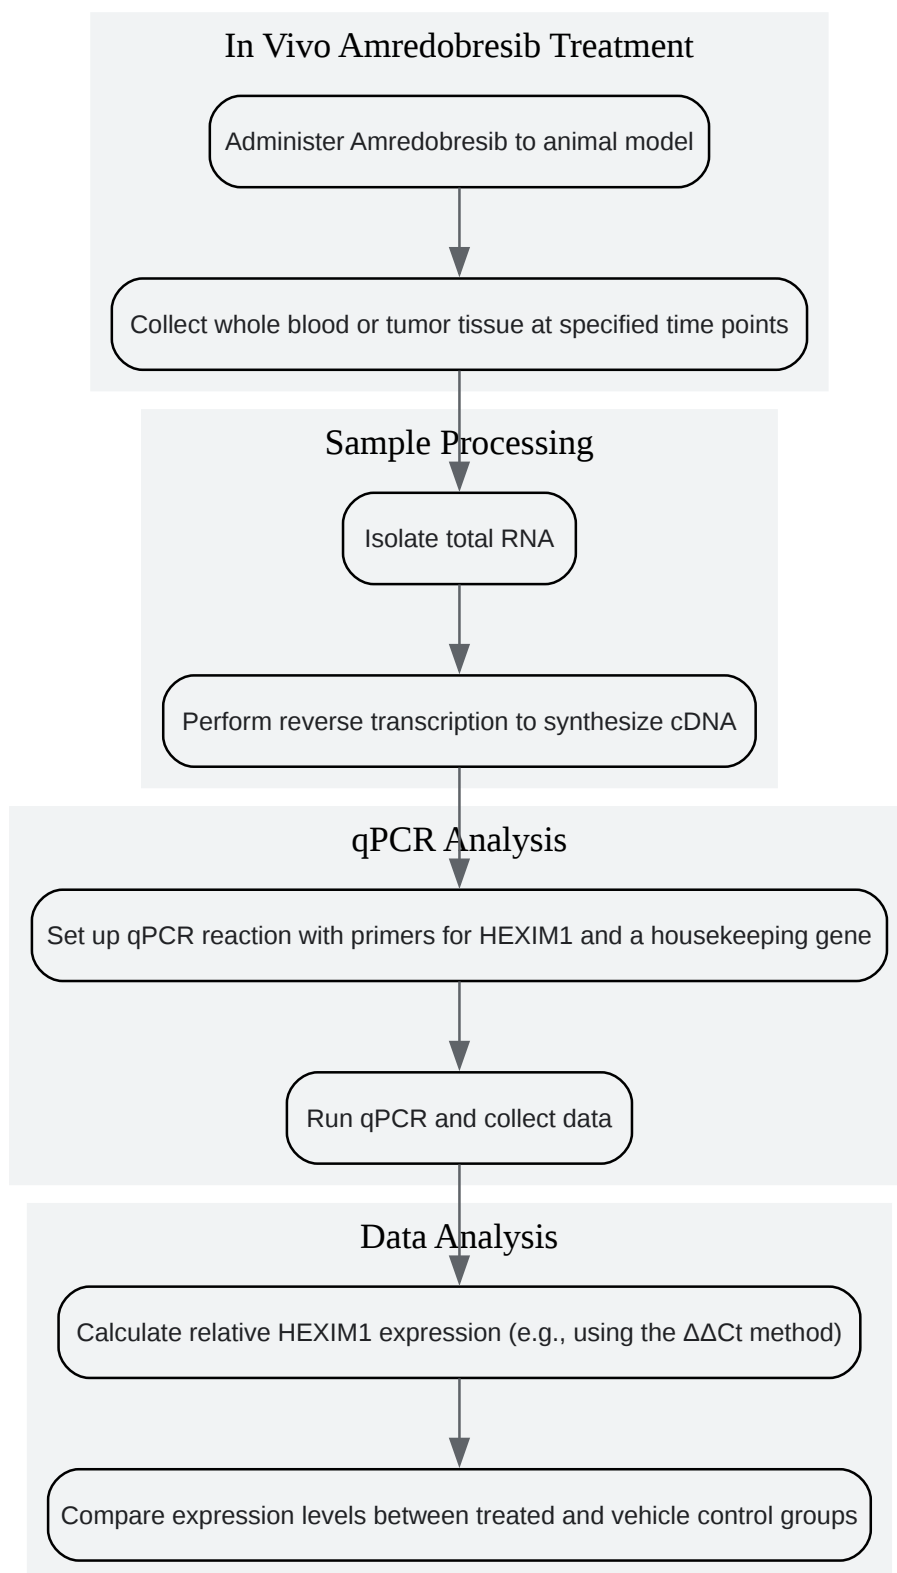 In Vivo Amredobresib Treatment
Administer Amredobresib to animal model
Collect whole blood or tumor tissue at specified time points
Sample Processing
Isolate total RNA
Perform reverse transcription to synthesize cDNA
qPCR Analysis
Set up qPCR reaction with primers for HEXIM1 and a housekeeping gene
Run qPCR and collect data
Data Analysis
Calculate relative HEXIM1 expression (e.g., using the ΔΔCt method)
Compare expression levels between treated and vehicle control groups